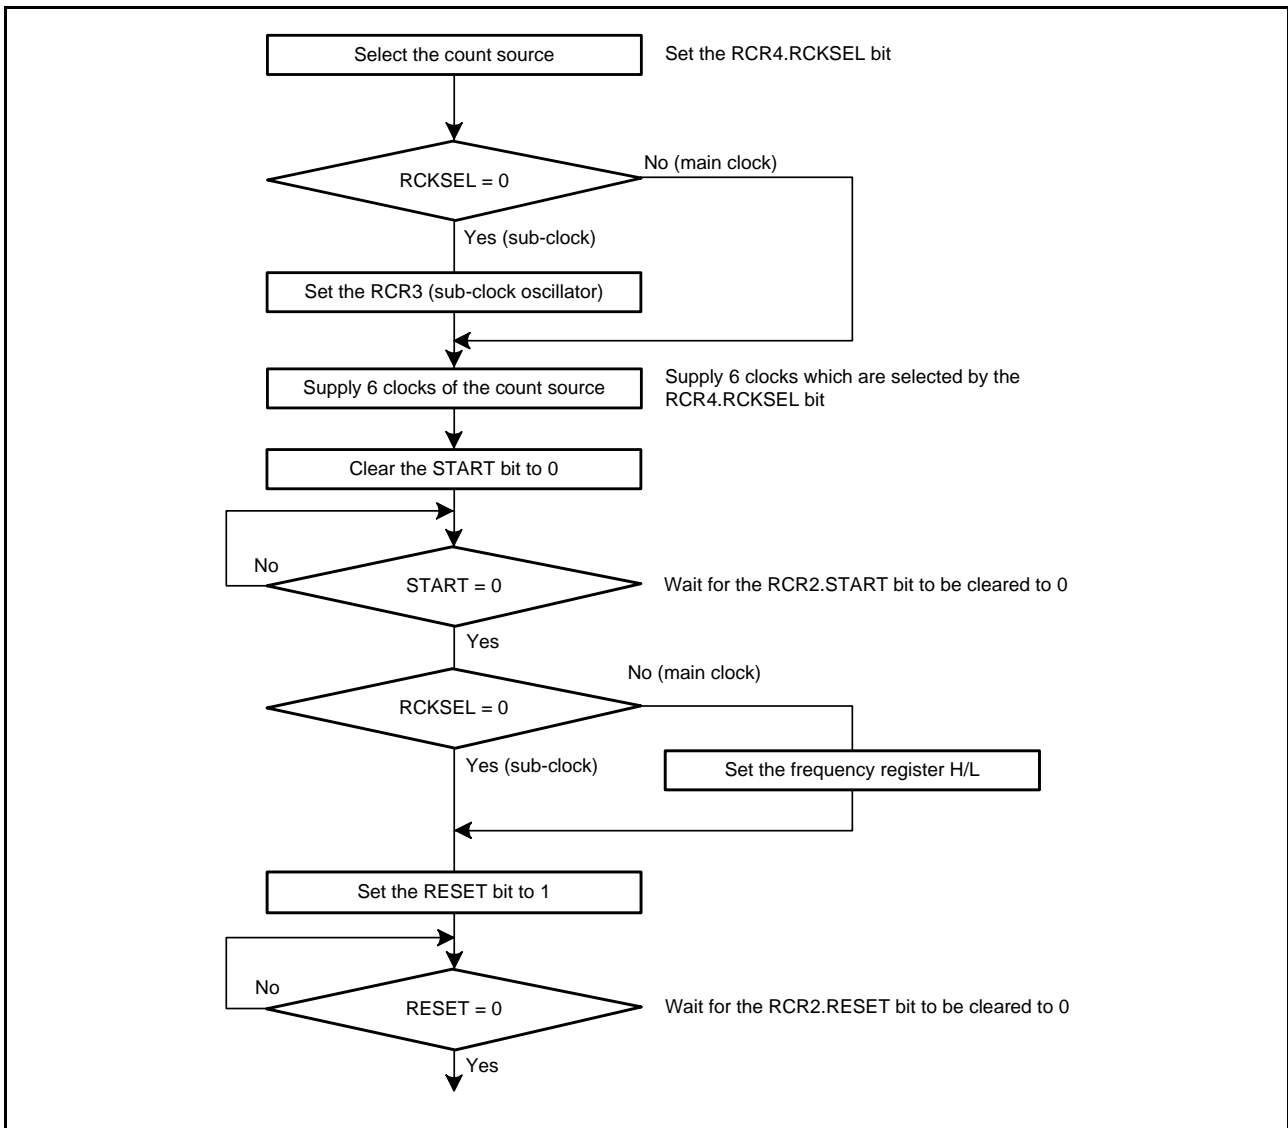 Select the count source
Set the RCR4.RCKSEL bit
No (main clock)
RCKSEL = 0
Yes (sub-clock)
Set the RCR3 (sub-clock oscillator)
Supply 6 clocks of the count source
Supply 6 clocks which are selected by the
RCR4.RCKSEL bit
Clear the START bit to 0
No
START = 0
Wait for the RCR2.START bit to be cleared to 0
Yes
No (main clock)
RCKSEL = 0
Yes (sub-clock)
Set the frequency register H/L
Set the RESET bit to 1
No
RESET = 0
Wait for the RCR2.RESET bit to be cleared to 0
Yes